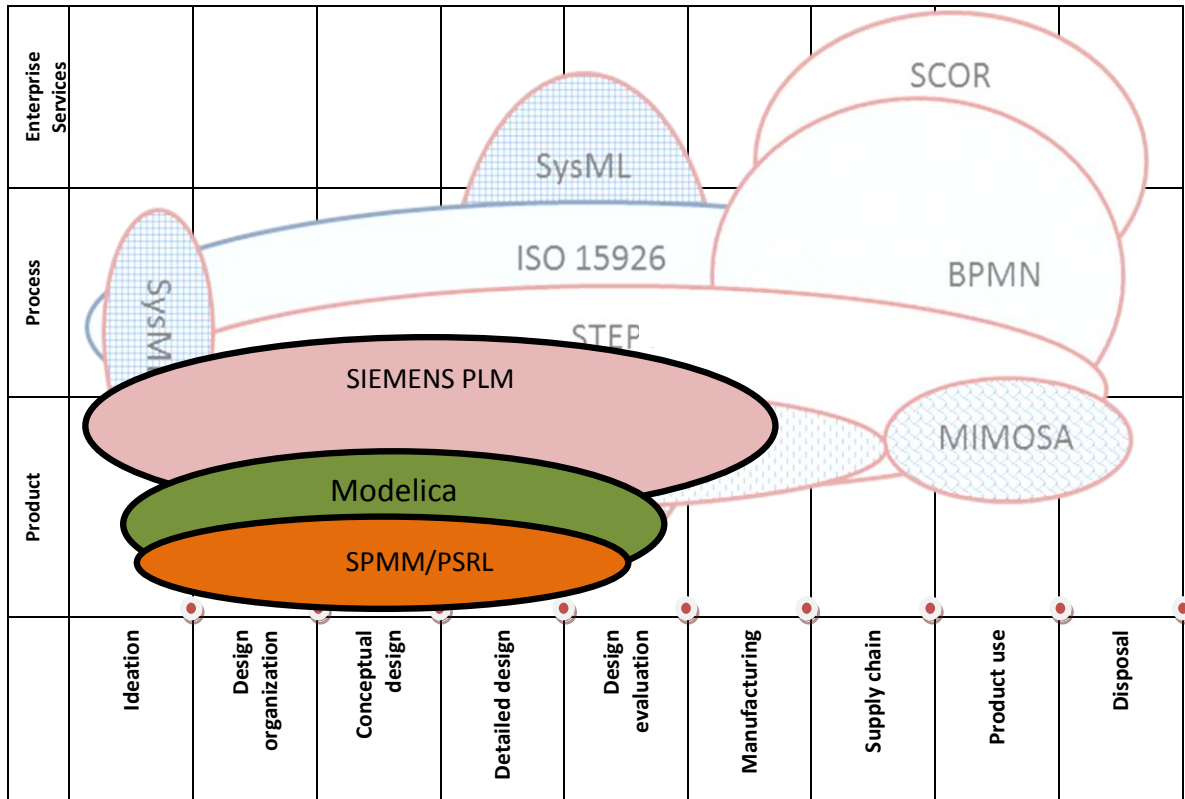 Enterprise
Services
SCOR
SysML
Process
ISO 15926
BPMN
SysML
STEP
SIEMENS PLM
Product
MIMOSA
Modelica
SPMM/PSRL
Ideation
Design
organization
Conceptual
design
Detailed design
Design
evaluation
Manufacturing
Supply chain
Product use
Disposal